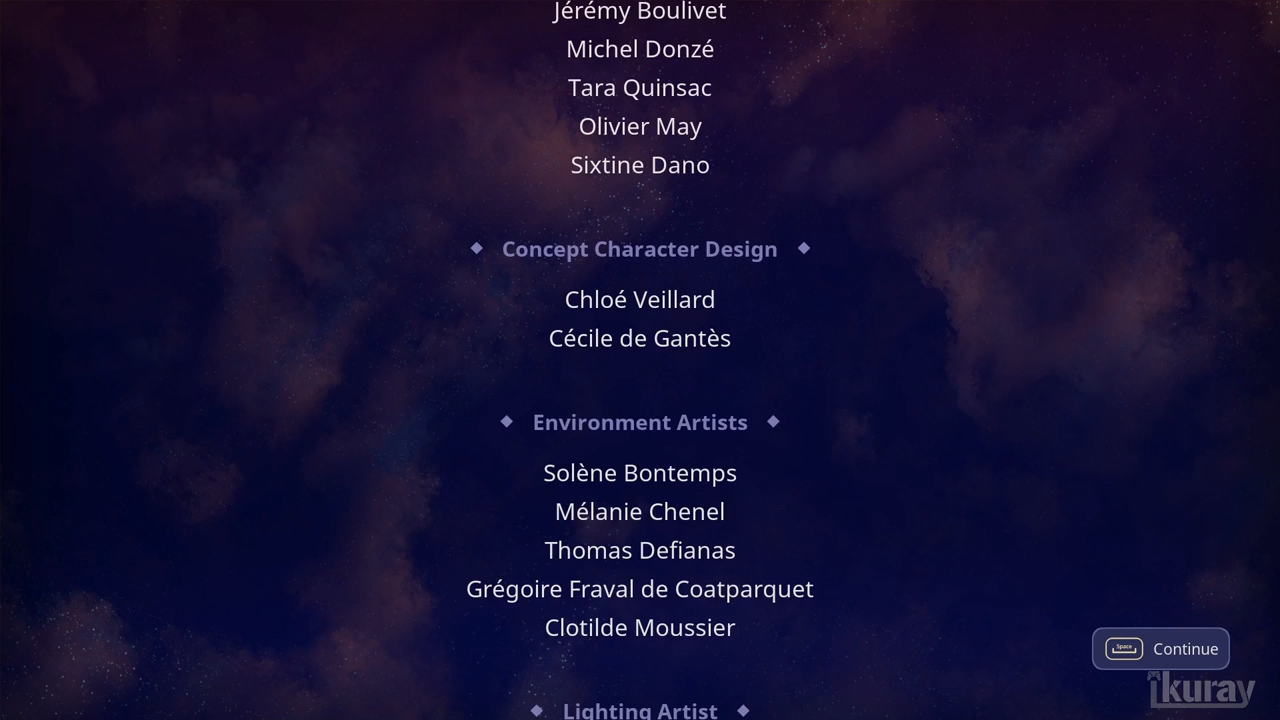 Jérémy Boulivet
Michel Donzé
Tara Quinsac
Olivier May
Sixtine Dano
Concept Character Design
Chloé Veillard
Cécile de Gantès
Environment Artists
Solène Bontemps
Mélanie Chenel
Thomas Defianas
Grégoire Fraval de Coatparquet
Clotilde Moussier
Space Continue
ikuray
Lighting Artist